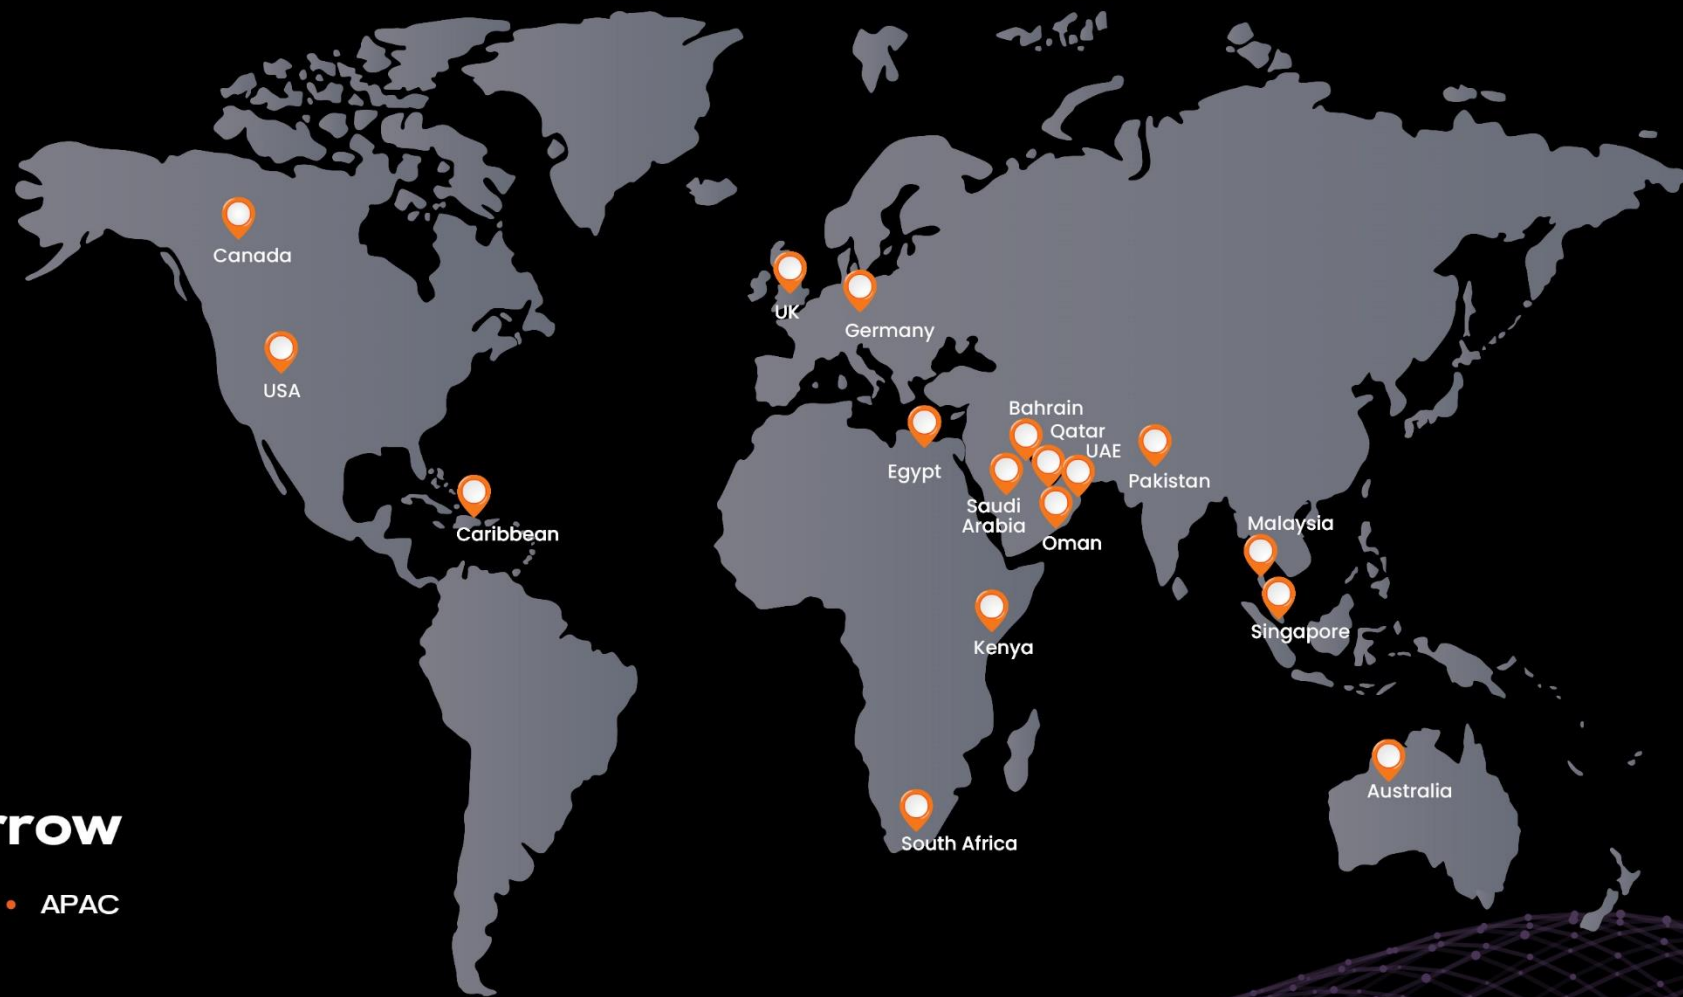 Canada
UK
Germany
USA
Bahrain
Qatar
UAE
Egypt
Pakistan
Saudi
Arabia
Malaysia
Caribbean
Oman
Singapore
Kenya
Australia
rrow
South Africa
• APAC